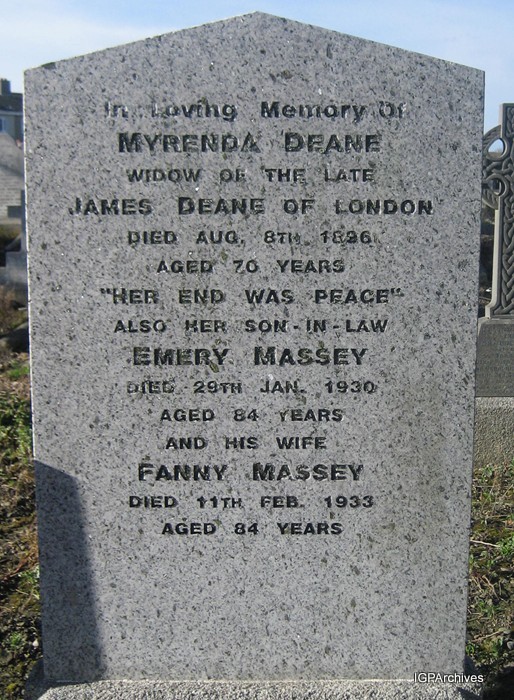 In Loving Memory Of
MYRENDA DEANE
WIDOW OF THE LATE
JAMES DEANE OF LONDON
DIED AUG. 8TH 1896
AGED 70 YEARS
"HER END WAS PEACE"
ALSO HER SON-IN-LAW
EMERY MASSEY
DIED 29TH JAN. 1930
AGED 84 YEARS
AND HIS WIFE
FANNY MASSEY
DIED 11TH FEB. 1933
AGED 84 YEARS
IGPArchives